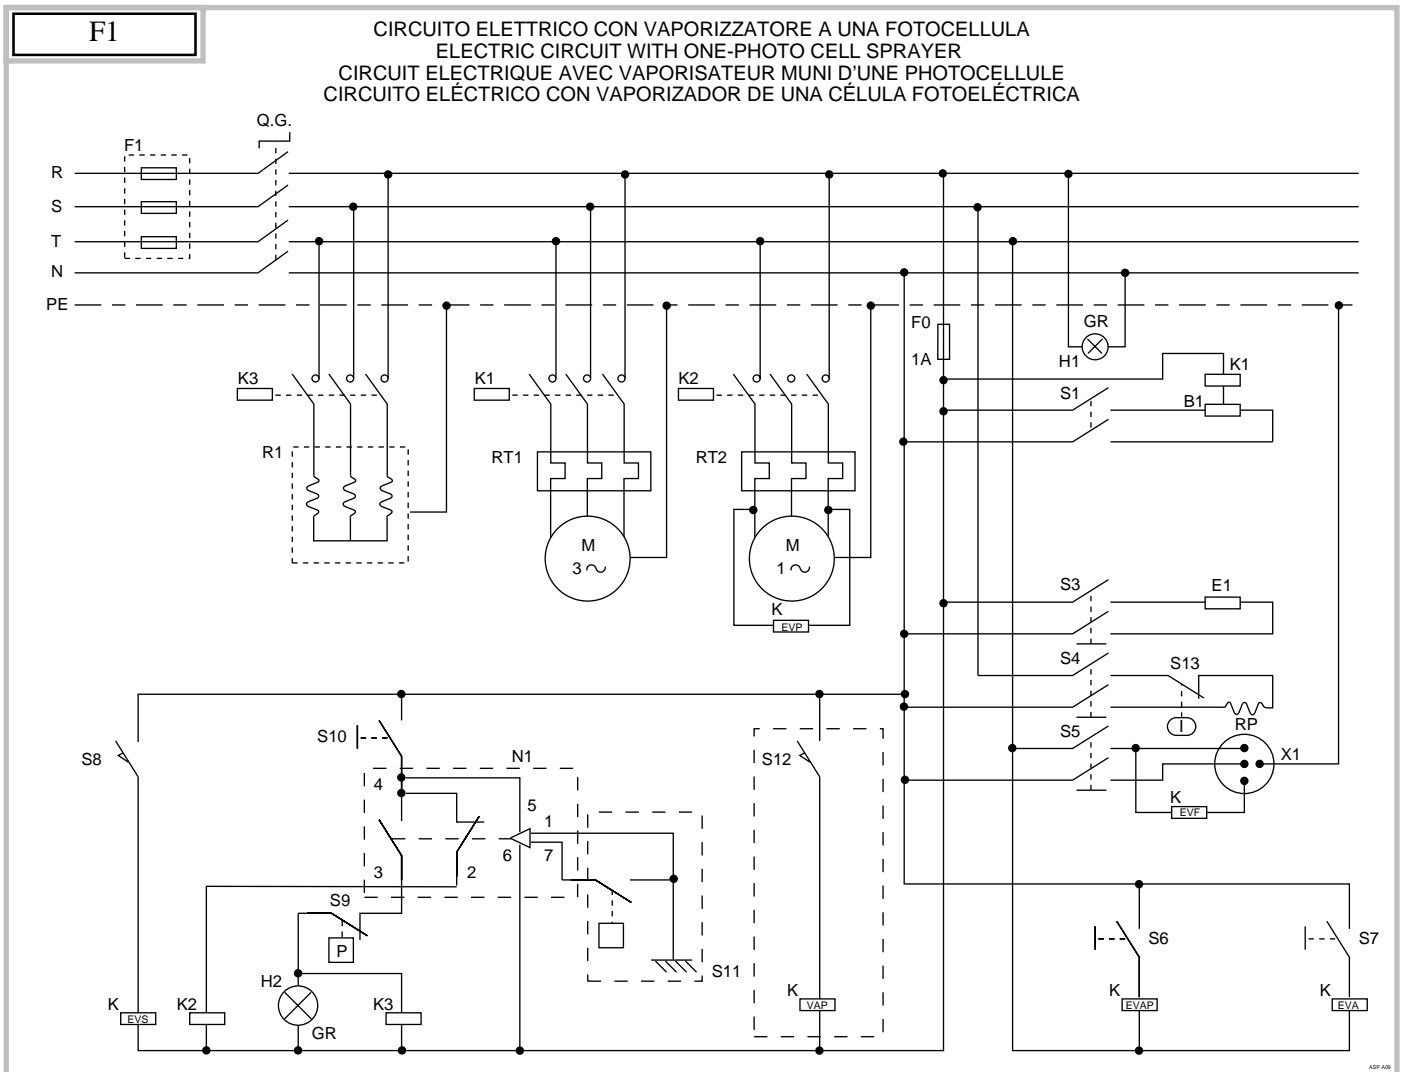 F1
CIRCUITO ELETTRICO CON VAPORIZZATORE A UNA FOTOCELLULA
ELECTRIC CIRCUIT WITH ONE-PHOTO CELL SPRAYER
CIRCUIT ELECTRIQUE AVEC VAPORISATEUR MUNI D'UNE PHOTOCELLULE
CIRCUITO ELÉCTRICO CON VAPORIZADOR DE UNA CÉLULA FOTOELÉCTRICA
Q.G.
F1
R
S
T
N
PE
F0
1A
GR
H1
K1
S1
B1
K3
K1
K2
R1
RT1
RT2
M
3
M
1
K
EVP
S3
E1
S4
S13
I
RP
S5
X1
K
EVF
S8
S10
N1
S12
4
5
1
6
7
3
2
S9
P
S11
S6
S7
H2
GR
K
EVS
K2
K3
K
VAP
K
EVAP
K
EVA
ASP A09